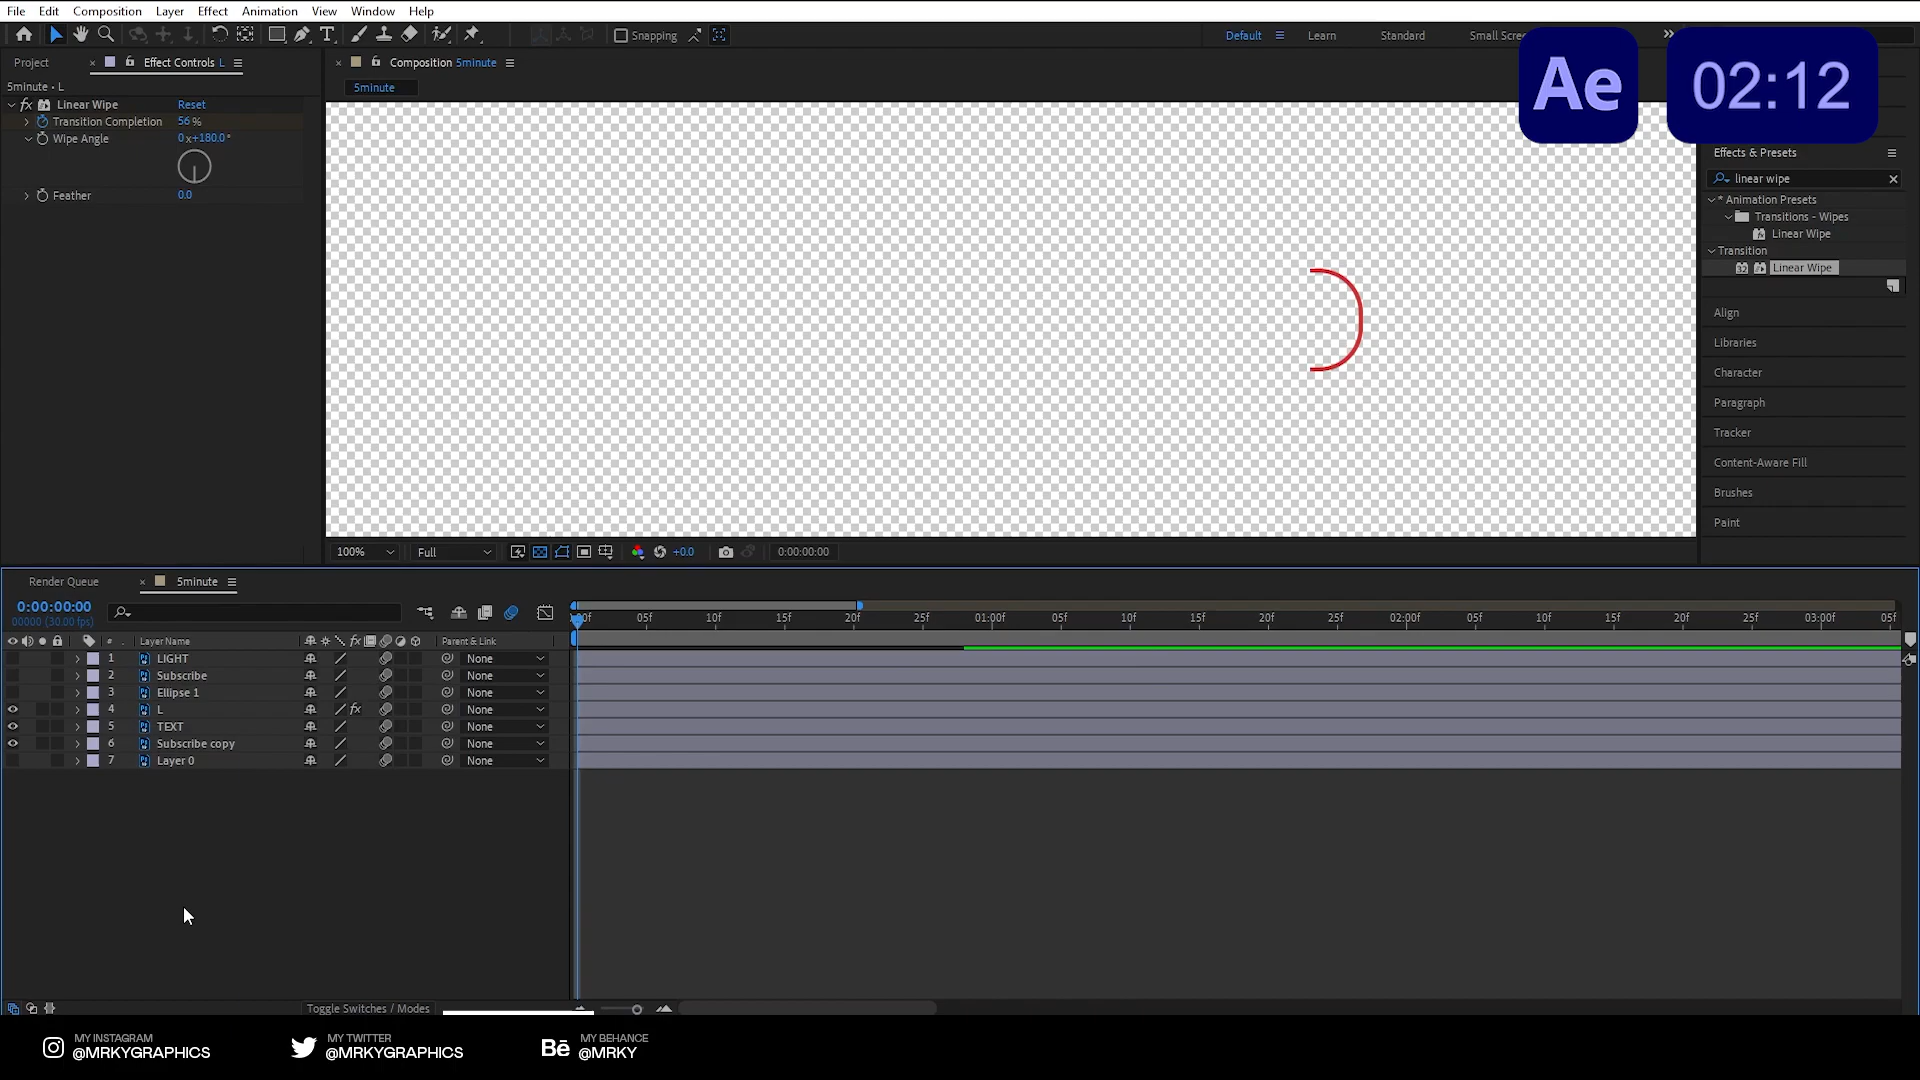 File Edit Composition Layer Effect Animation View Window Help
Snapping
Default Learn Standard Small Scree
Ae 02:12
Project Effect Controls L
Composition 5minute
5minute • L
5minute
fx Linear Wipe Reset
Transition Completion 56 %
Wipe Angle 0 x+180.0°
Feather 0.0
Effects & Presets
linear wipe
* Animation Presets
Transitions - Wipes
Linear Wipe
Transition
32 Linear Wipe
Align
Libraries
Character
Paragraph
Tracker
Content-Aware Fill
Brushes
Paint
100% Full +0.0 0:00:00:00
Render Queue 5minute
0:00:00:00
00000 (30.00 fps)
:00f 05f 10f 15f 20f 25f 01:00f 05f 10f 15f 20f 25f 02:00f 05f 10f 15f 20f 25f 03:00f 05f
# Layer Name fx Parent & Link
1 LIGHT None
2 Subscribe None
3 Ellipse 1 None
4 L fx None
5 TEXT None
6 Subscribe copy None
7 Layer 0 None
Toggle Switches / Modes
MY INSTAGRAM
@MRKYGRAPHICS
MY TWITTER
@MRKYGRAPHICS
Bē
MY BEHANCE
@MRKY